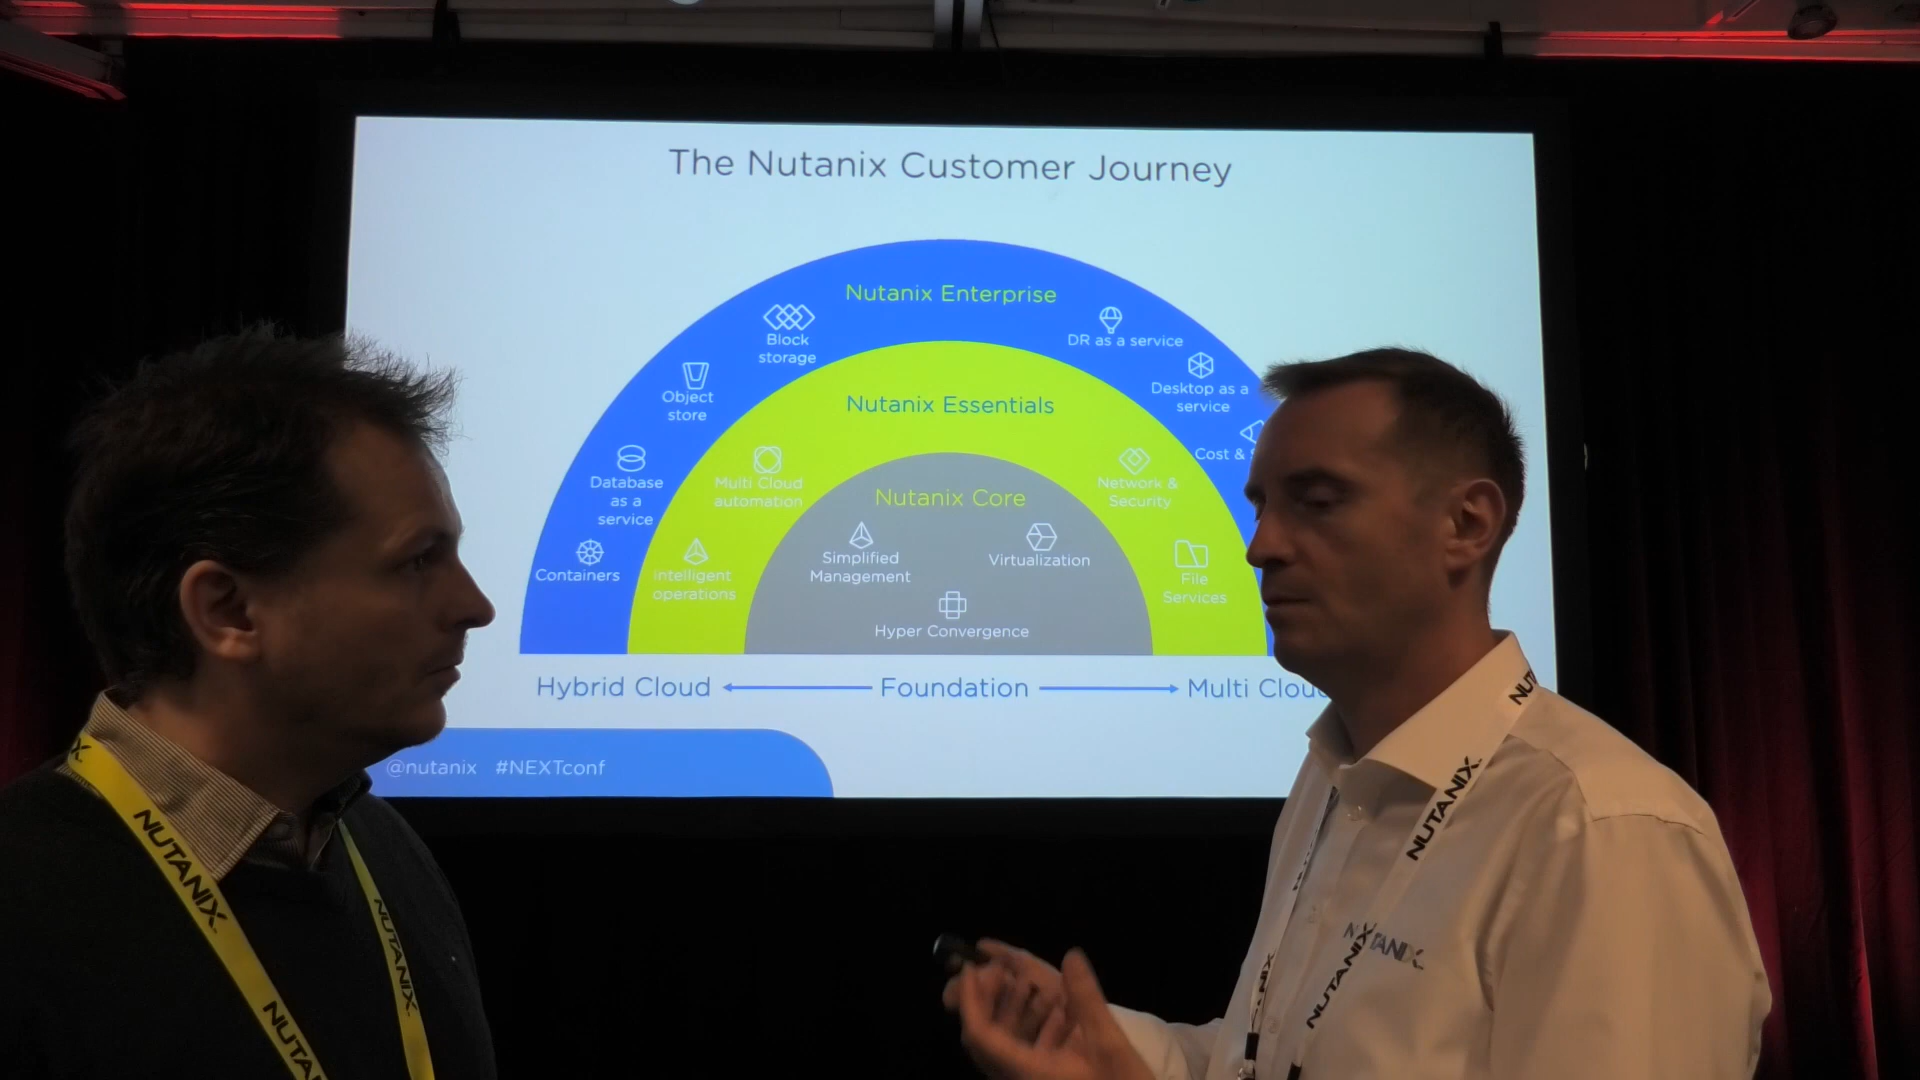 The Nutanix Customer Journey
Nutanix Enterprise
Block
storage
DR as a service
Object
store
Desktop as a
service
Database
as a
service
Cost &
Containers
Nutanix Essentials
Multi Cloud
automation
Network &
Security
Intelligent
operations
File
Services
Nutanix Core
Simplified
Management
Virtualization
Hyper Convergence
Hybrid Cloud
Foundation
Multi
@nutanix #NEXTconf
NUTANIX
NUTANIX
NUTANIX
NUTANIX
NUTANIX